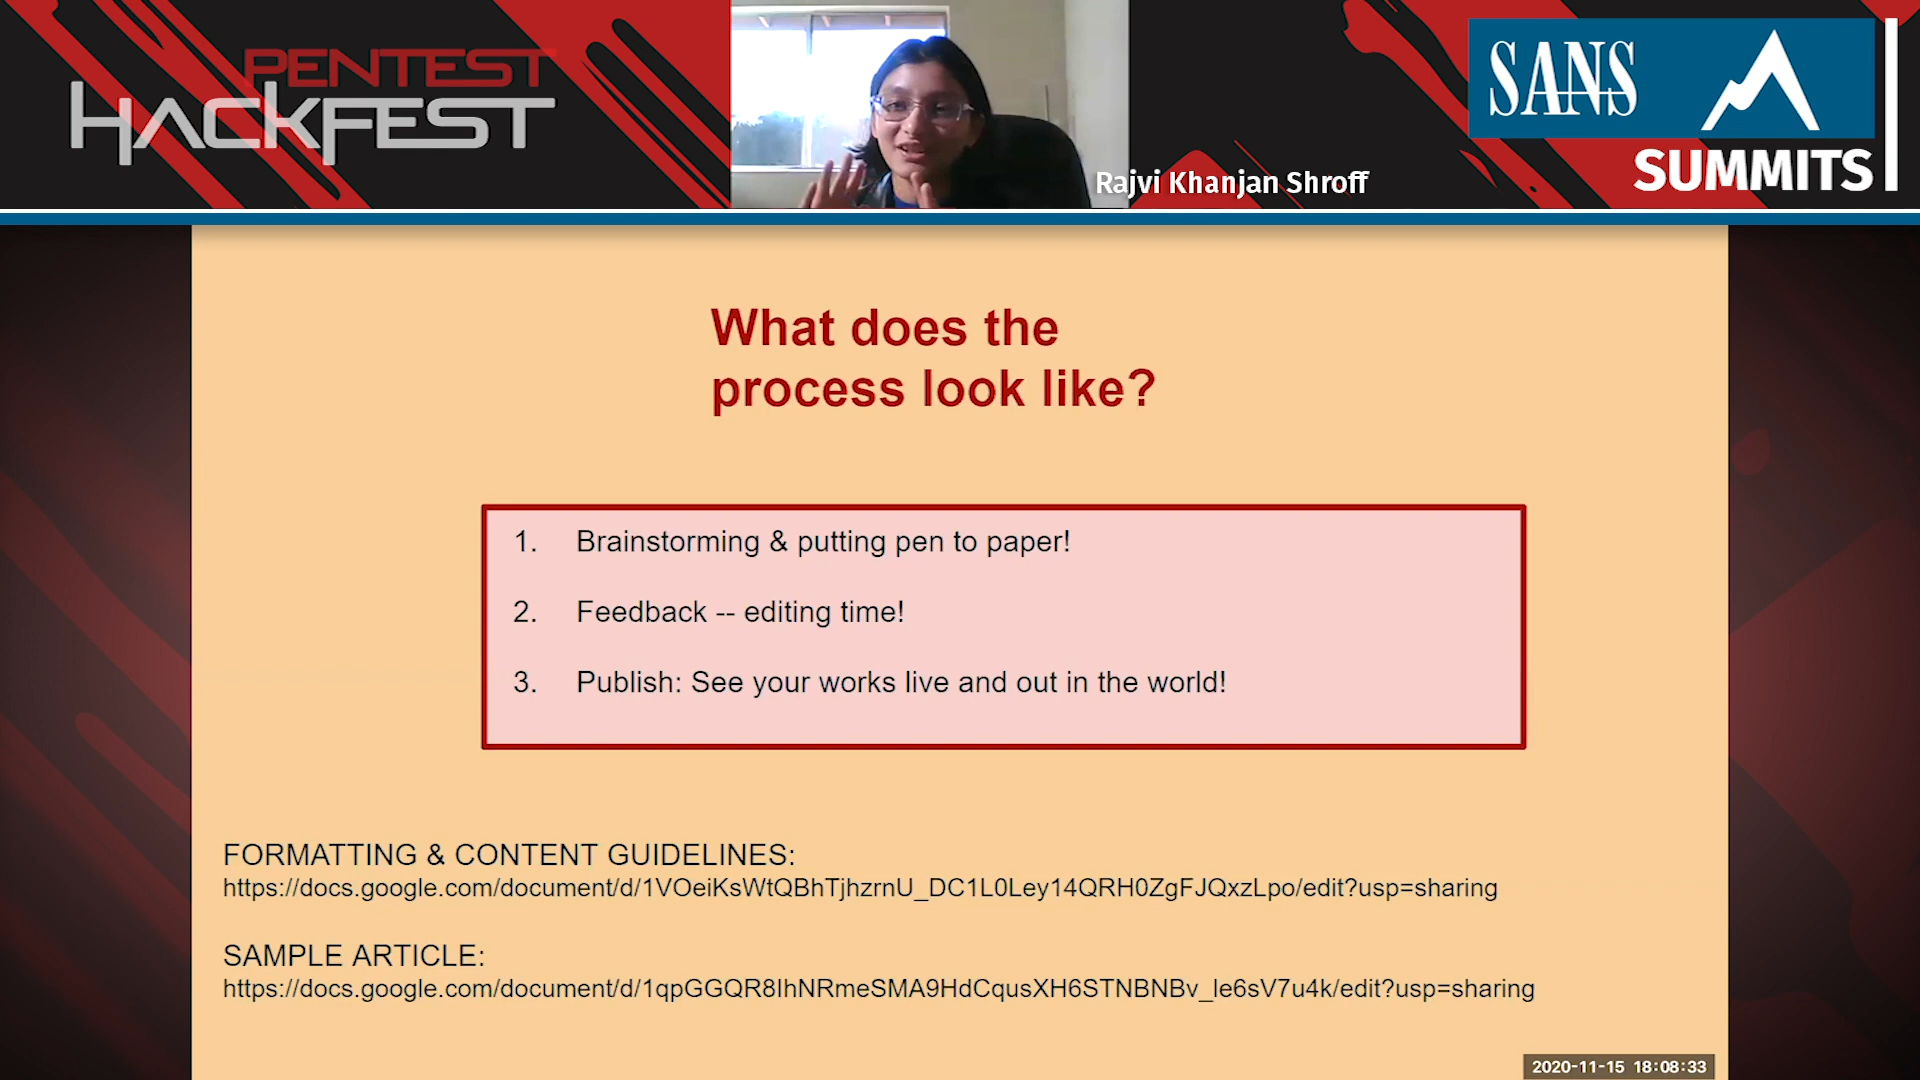 PENTEST
HACKFEST
Rajvi Khanjan Shroff
SANS
SUMMITS
What does the
process look like?
1. Brainstorming & putting pen to paper!
2. Feedback -- editing time!
3. Publish: See your works live and out in the world!
FORMATTING & CONTENT GUIDELINES:
https://docs.google.com/document/d/1VOeiKsWtQBhTjhzrnU_DC1L0Ley14QRH0ZgFJQxzLpo/edit?usp=sharing
SAMPLE ARTICLE:
https://docs.google.com/document/d/1qpGGQR8IhNRmeSMA9HdCqusXH6STNBNBv_le6sV7u4k/edit?usp=sharing
2020-11-15 18:08:33